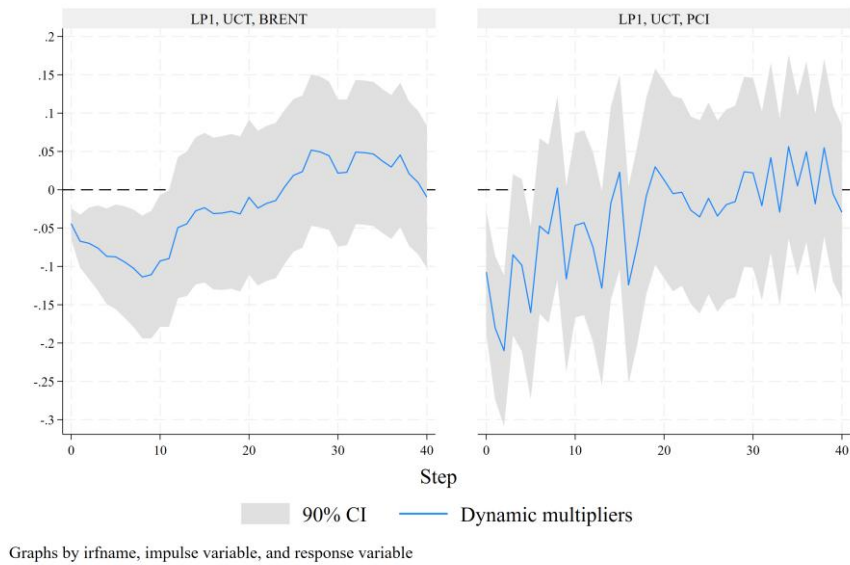 LP1, UCT, BRENT
LP1, UCT, PCI
.2
.15
.1
.05
0
-.05
-.1
-.15
-.2
-.25
-.3
0 10 20 30 40
0 10 20 30 40
Step
90% CI Dynamic multipliers
Graphs by irfname, impulse variable, and response variable